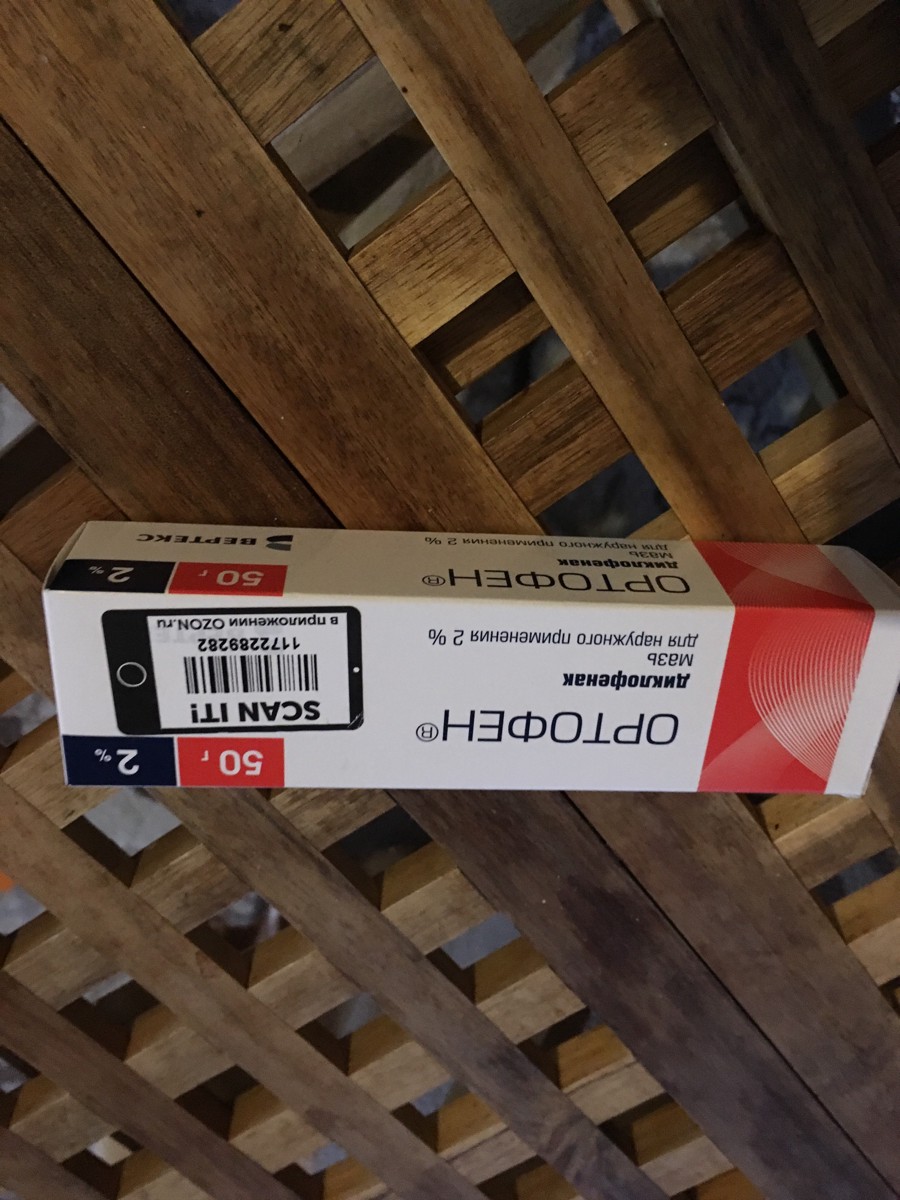 ОРТОФЕН®
диклофенак
мазь
для наружного применения 2 %
50 г
2 %
SCAN IT!
1172289282
в приложении OZON.ru
ОРТОФЕН®
диклофенак
мазь
для наружного применения 2 %
50 г
2 %
ВЕРТЕКС